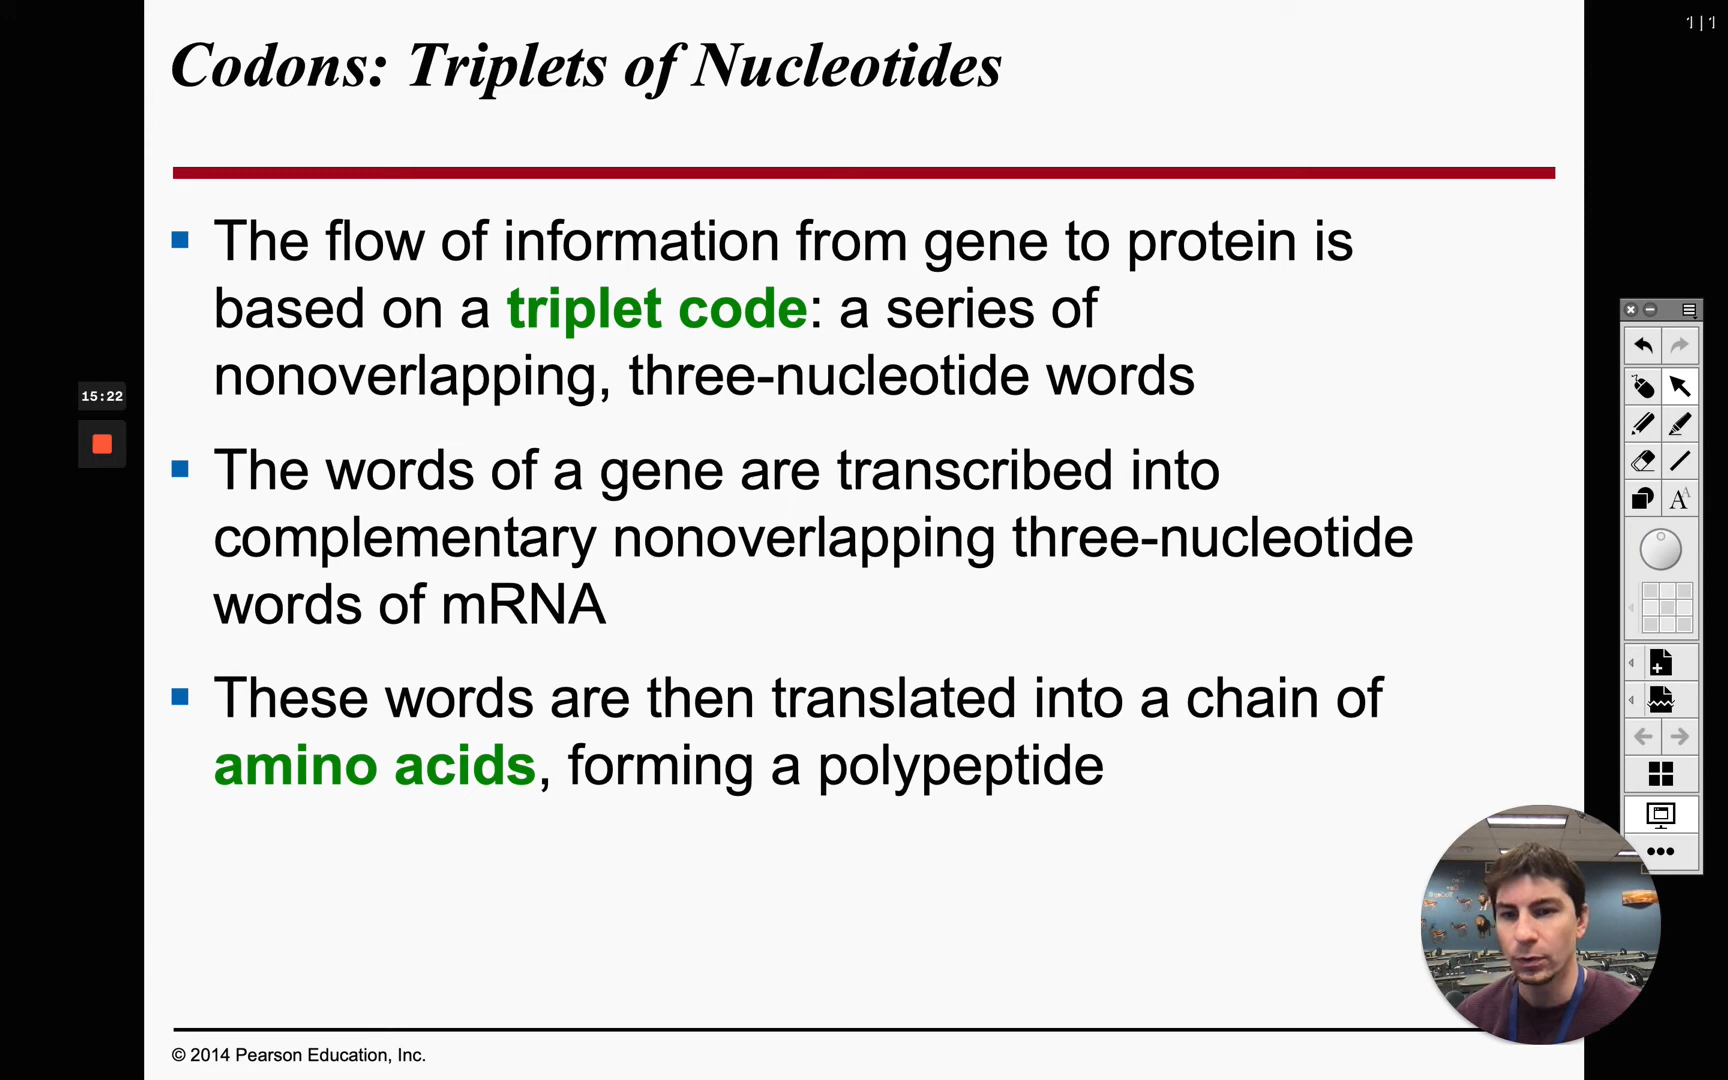 1 | 1
Codons: Triplets of Nucleotides
The flow of information from gene to protein is
based on a triplet code: a series of
nonoverlapping, three-nucleotide words
15:22
The words of a gene are transcribed into
complementary nonoverlapping three-nucleotide
words of mRNA
These words are then translated into a chain of
amino acids, forming a polypeptide
© 2014 Pearson Education, Inc.